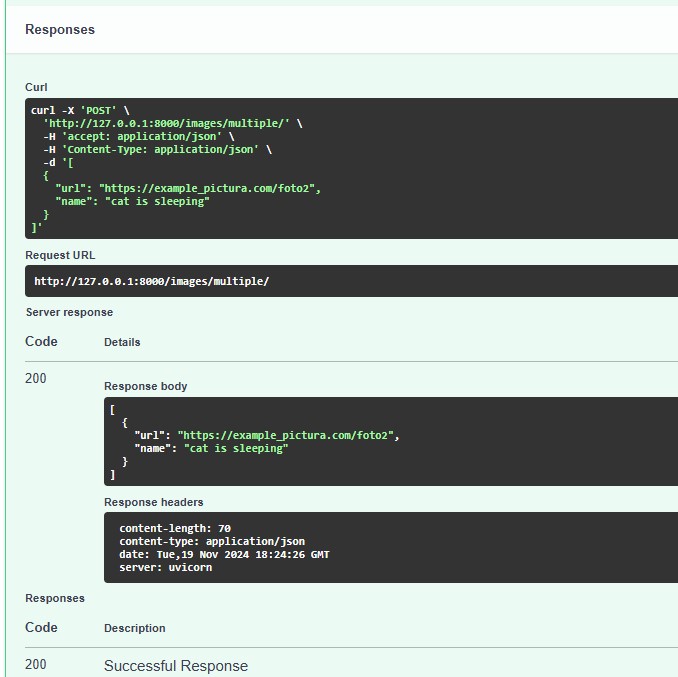 Responses
Curl
curl -X 'POST' \
  'http://127.0.0.1:8000/images/multiple/' \
  -H 'accept: application/json' \
  -H 'Content-Type: application/json' \
  -d '[
  {
    "url": "https://example_pictura.com/foto2",
    "name": "cat is sleeping"
  }
]'
Request URL
http://127.0.0.1:8000/images/multiple/
Server response
Code Details
200
Response body
[
  {
    "url": "https://example_pictura.com/foto2",
    "name": "cat is sleeping"
  }
]
Response headers
content-length: 70
content-type: application/json
date: Tue,19 Nov 2024 18:24:26 GMT
server: uvicorn
Responses
Code Description
200 Successful Response